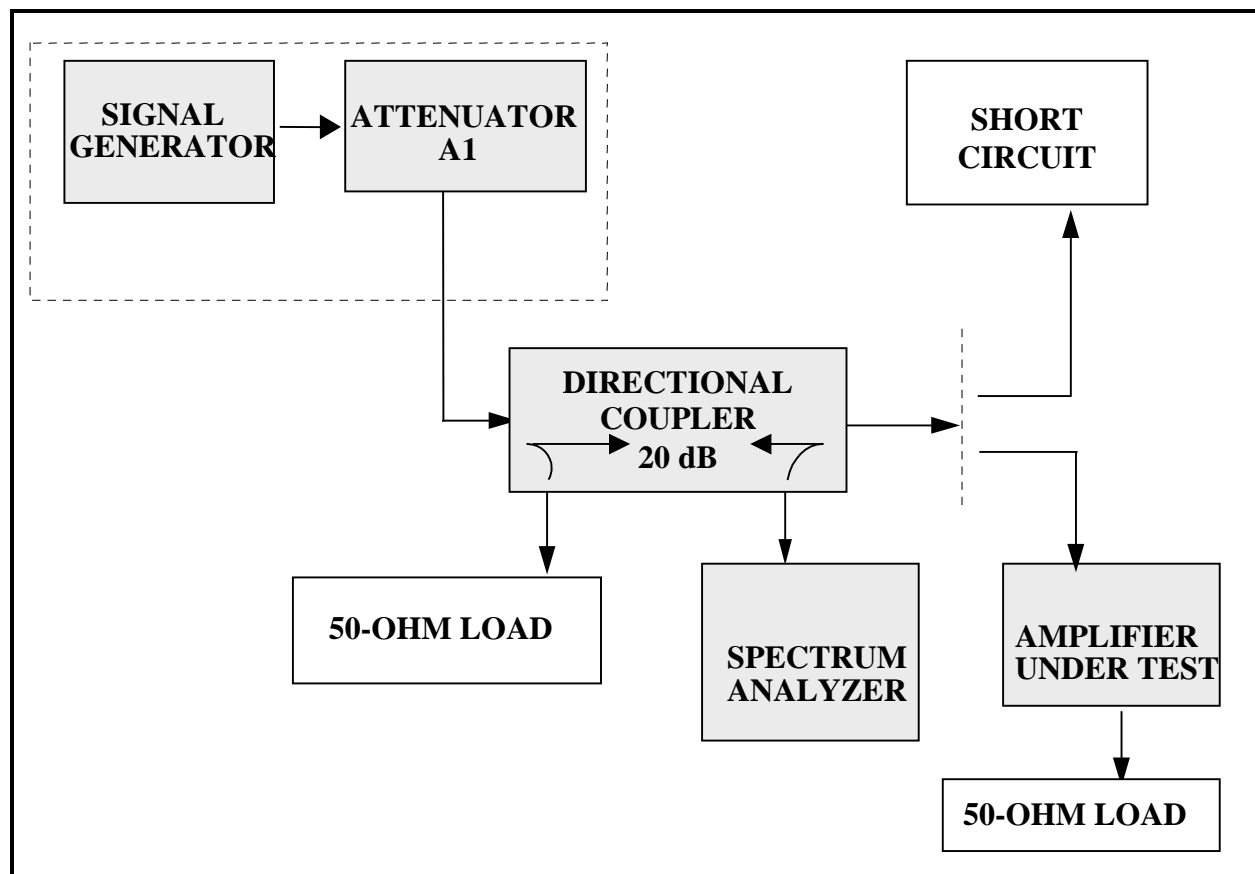 SIGNAL
GENERATOR
ATTENUATOR
A1
SHORT
CIRCUIT
DIRECTIONAL
COUPLER
20 dB
50-OHM LOAD
SPECTRUM
ANALYZER
AMPLIFIER
UNDER TEST
50-OHM LOAD